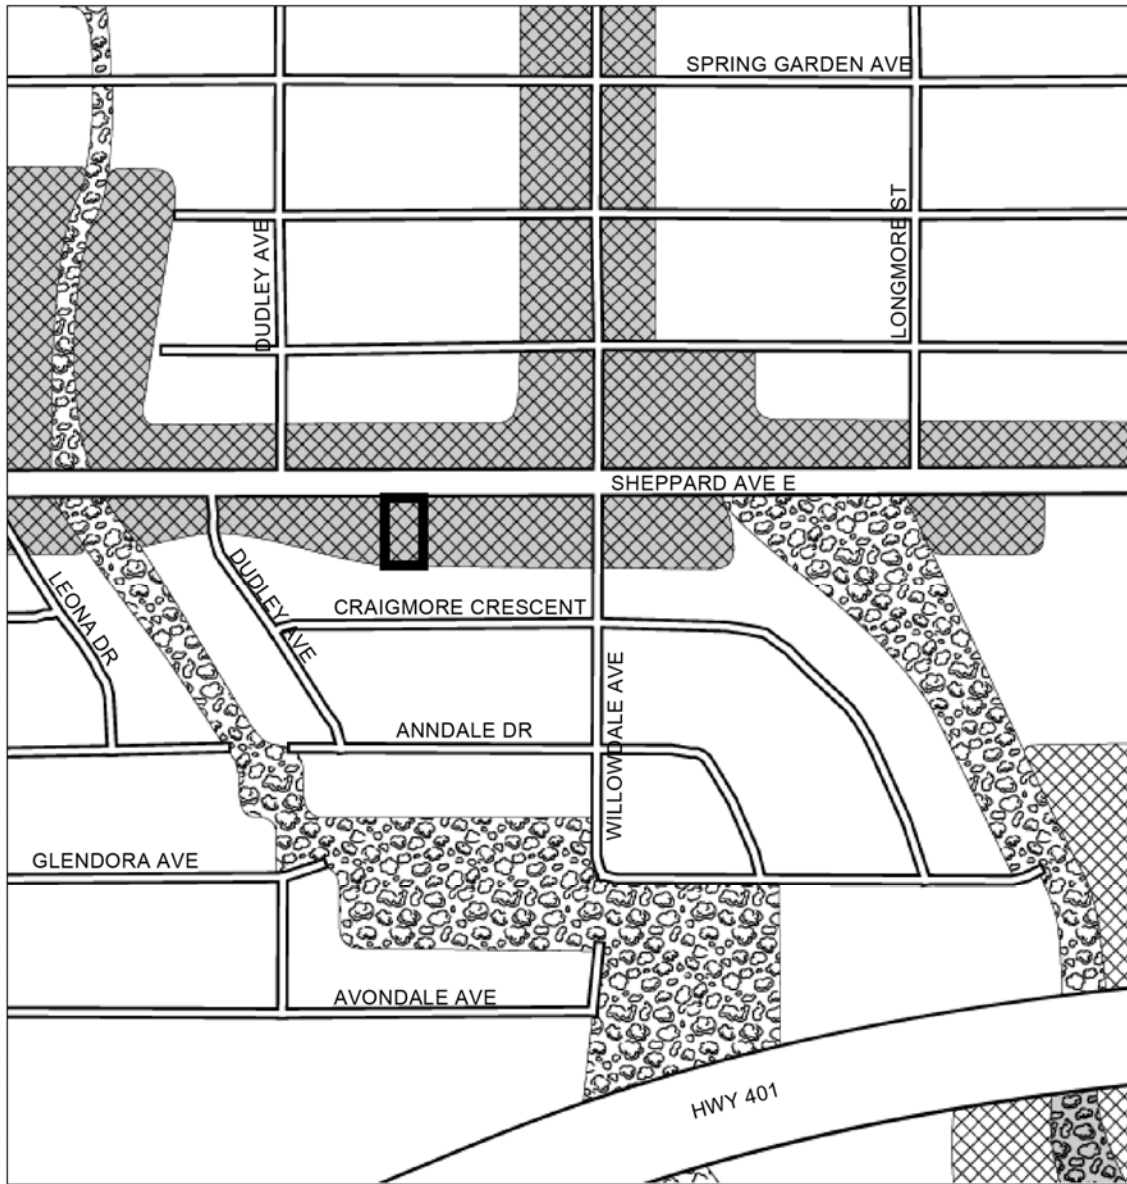 SPRING GARDEN AVE
DUDLEY AVE
LONGMORE ST
SHEPPARD AVE E
LEONA DR
DUDLEY AVE
CRAIGMORE CRESCENT
WILLOWDALE AVE
ANNDALE DR
GLENDORA AVE
AVONDALE AVE
HWY 401